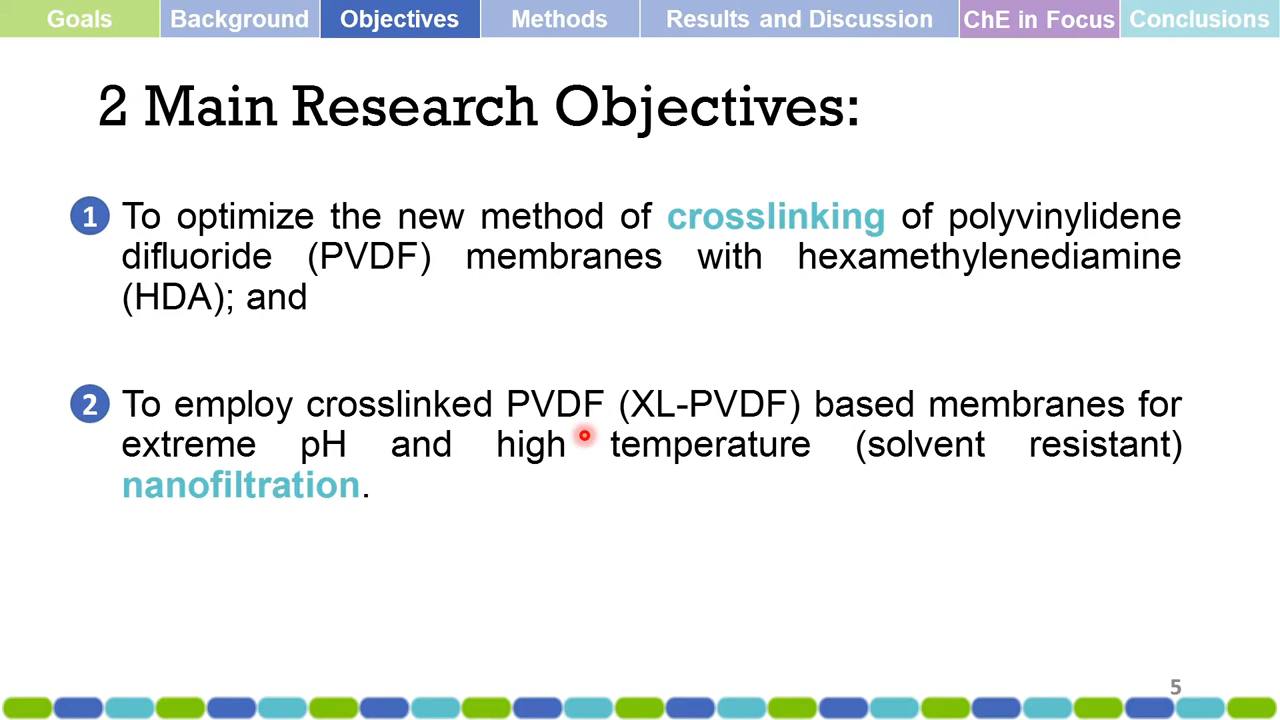 Goals Background Objectives Methods Results and Discussion ChE in Focus Conclusions
2 Main Research Objectives:
1 To optimize the new method of crosslinking of polyvinylidene
difluoride (PVDF) membranes with hexamethylenediamine
(HDA); and
2 To employ crosslinked PVDF (XL-PVDF) based membranes for
extreme pH and high temperature (solvent resistant)
nanofiltration.
5